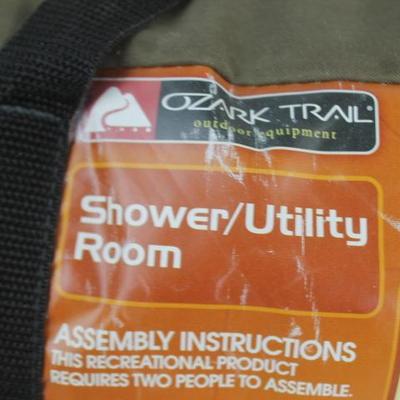 OZARK TRAIL
outdoor equipment
Shower/Utility
Room
ASSEMBLY INSTRUCTIONS
THIS RECREATIONAL PRODUCT
REQUIRES TWO PEOPLE TO ASSEMBLE.